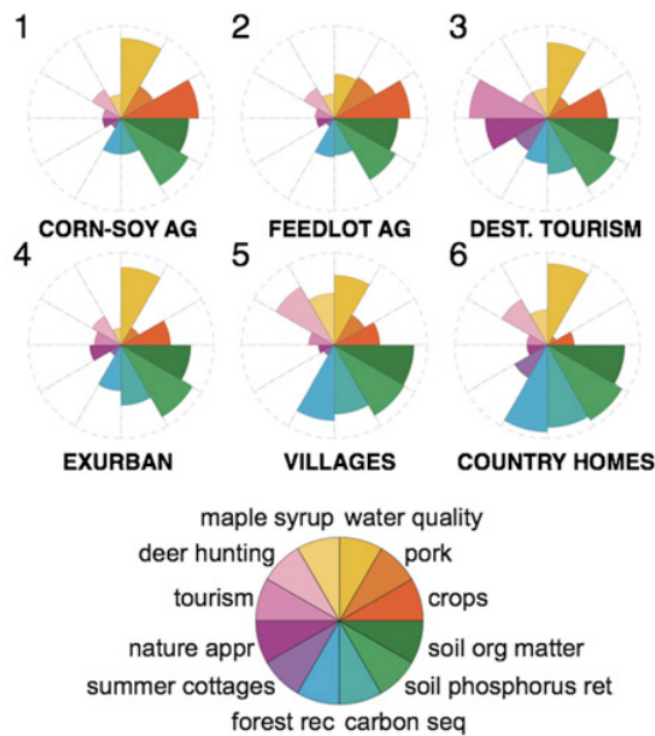 1 2 3
CORN-SOY AG FEEDLOT AG DEST. TOURISM
4 5 6
EXURBAN VILLAGES COUNTRY HOMES
maple syrup water quality
deer hunting pork
tourism crops
nature appr soil org matter
summer cottages soil phosphorus ret
forest rec carbon seq